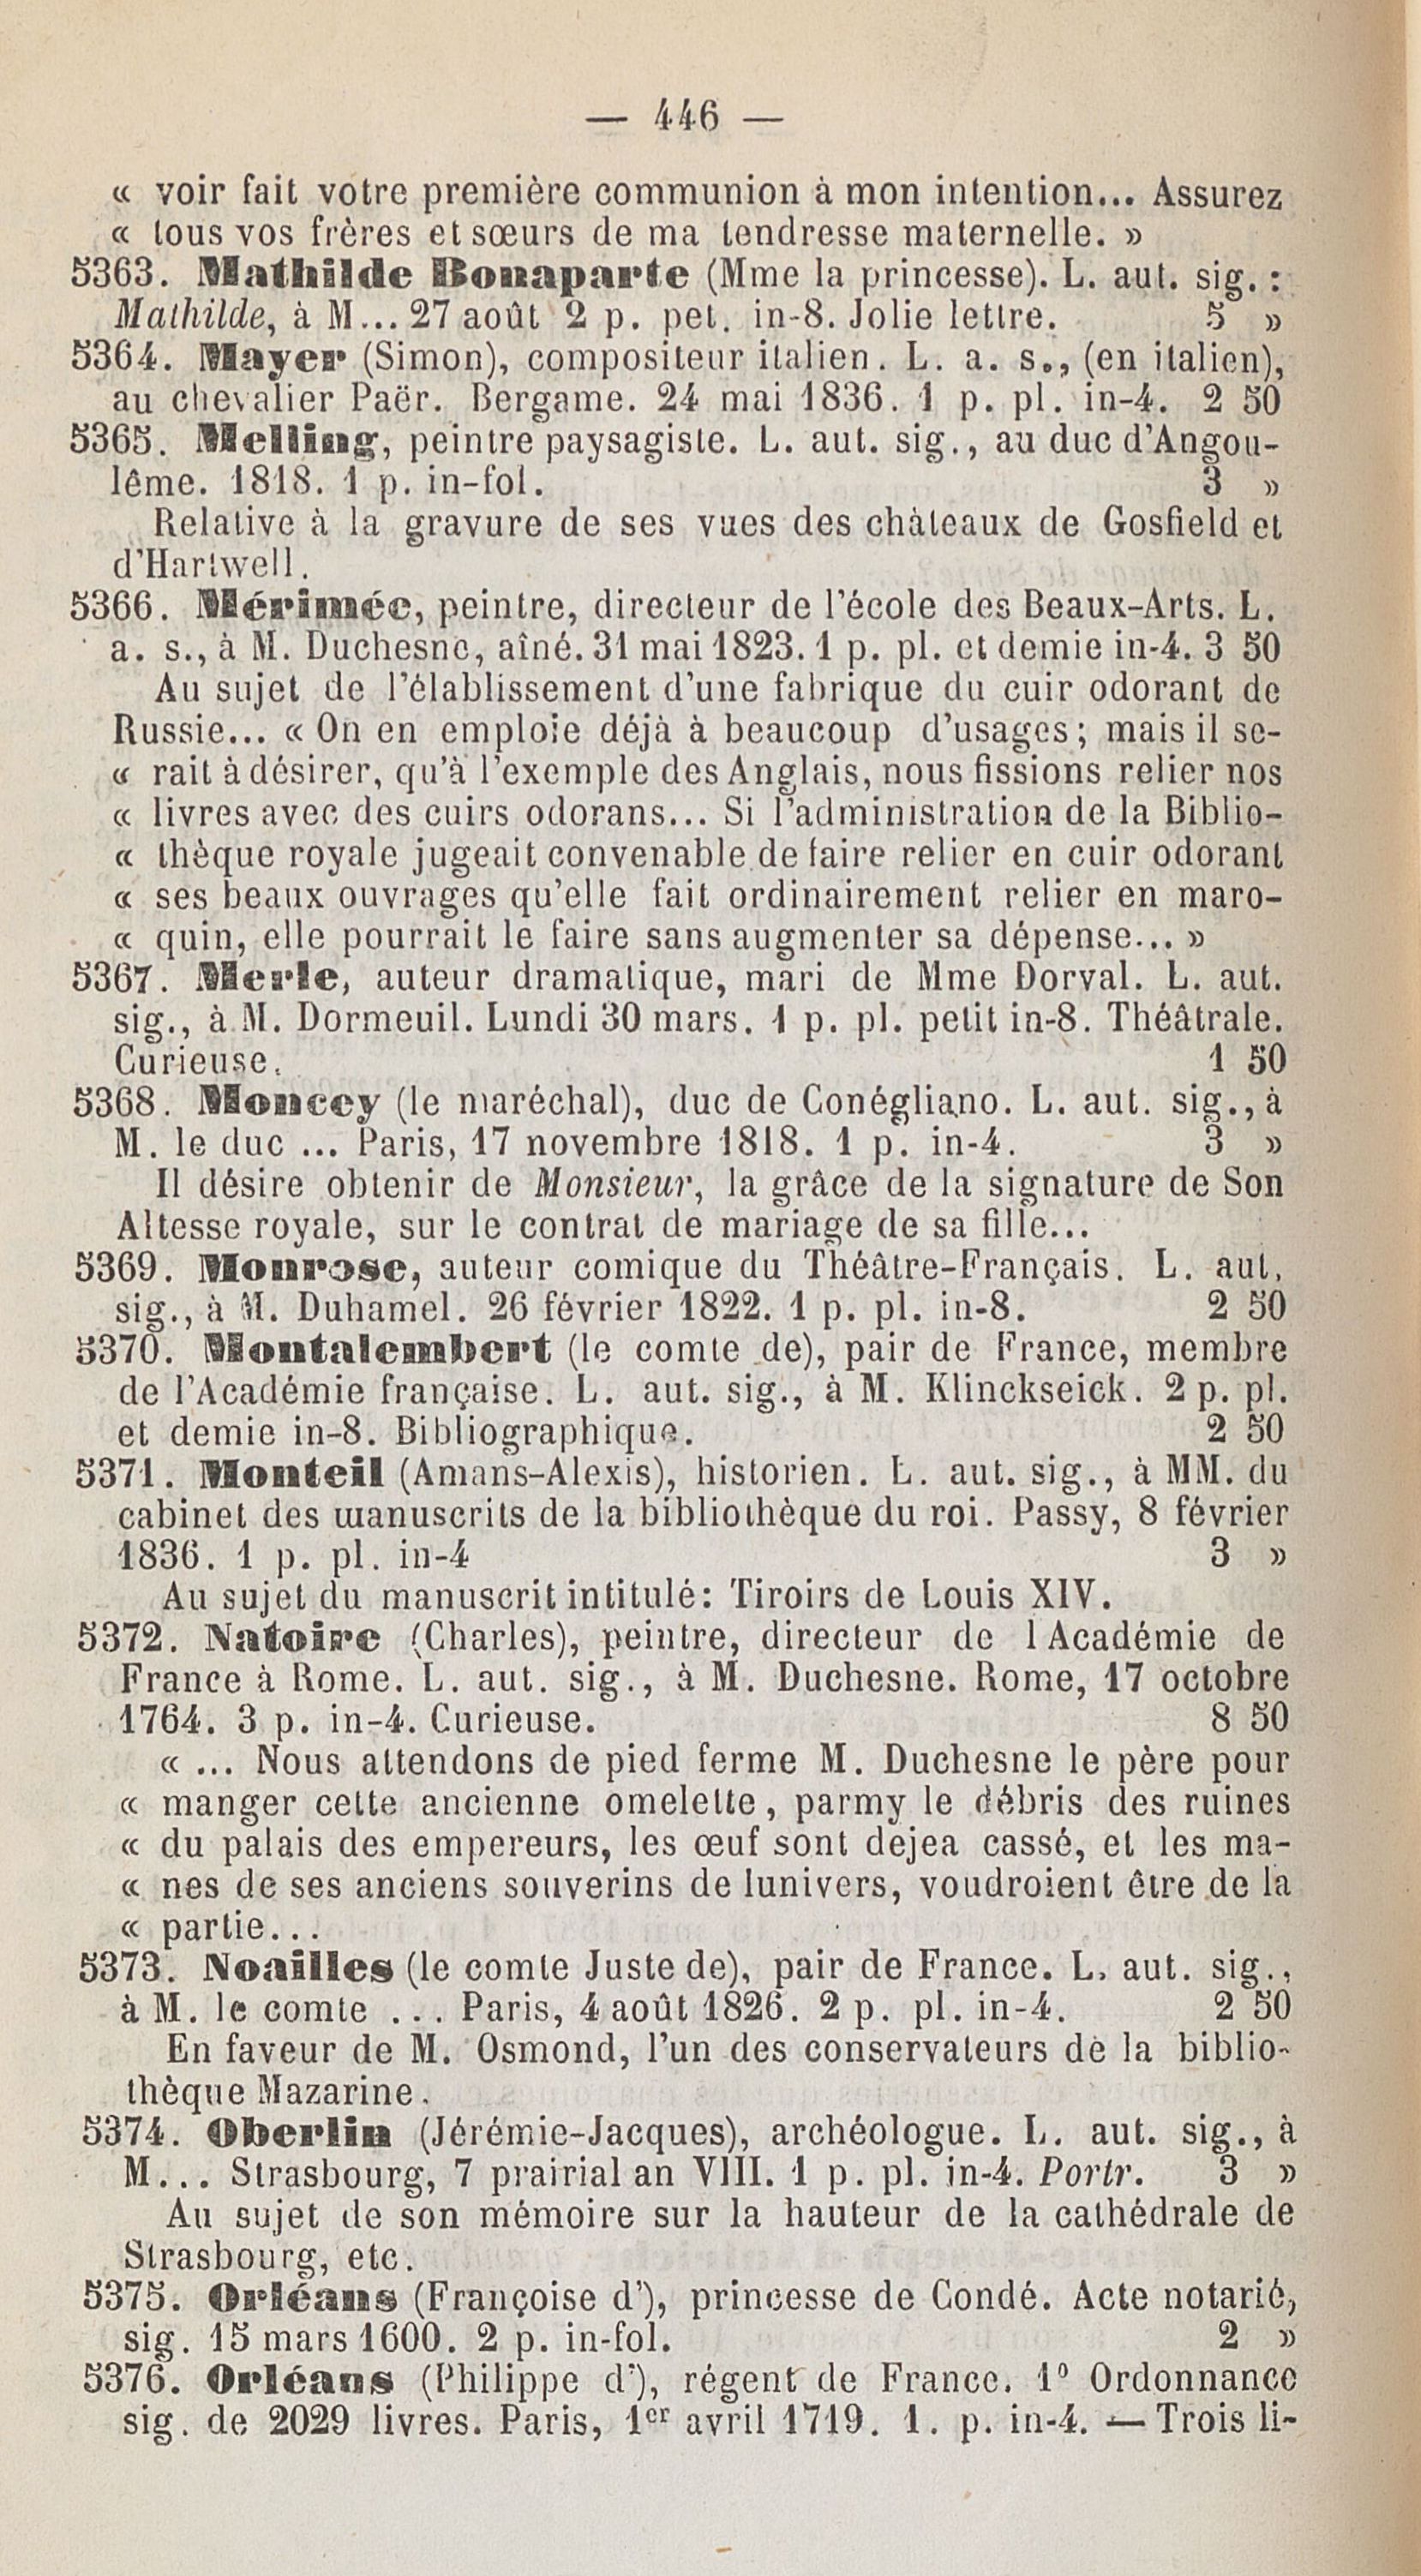 — 446 —
« voir fait votre première communion à mon intention... Assurez
« tous vos frères et sœurs de ma tendresse maternelle. »
5363. Mathilde Bonaparte (Mme la princesse). L. aut. sig. :
Mathilde, à M... 27 août 2 p. pet. in-8. Jolie lettre. 5 »
5364. Mayer (Simon), compositeur italien. L. a. s., (en italien),
au chevalier Paër. Bergame. 24 mai 1836. 1 p. pl. in-4. 2 50
5365. Melling, peintre paysagiste. L. aut. sig., au duc d'Angou-
lême. 1818. 1 p. in-fol. 3 »
Relative à la gravure de ses vues des châteaux de Gosfield et
d'Hartwell.
5366. Mérimée, peintre, directeur de l'école des Beaux-Arts. L.
a. s., à M. Duchesne, aîné. 31 mai 1823. 1 p. pl. et demie in-4. 3 50
Au sujet de l'établissement d'une fabrique du cuir odorant de
Russie... « On en emploie déjà à beaucoup d'usages; mais il se-
« rait à désirer, qu'à l'exemple des Anglais, nous fissions relier nos
« livres avec des cuirs odorans... Si l'administration de la Biblio-
« thèque royale jugeait convenable de faire relier en cuir odorant
« ses beaux ouvrages qu'elle fait ordinairement relier en maro-
« quin, elle pourrait le faire sans augmenter sa dépense... »
5367. Merle, auteur dramatique, mari de Mme Dorval. L. aut.
sig., à M. Dormeuil. Lundi 30 mars. 1 p. pl. petit in-8. Théâtrale.
Curieuse. 1 50
5368. Moncey (le maréchal), duc de Conégliano. L. aut. sig., à
M. le duc ... Paris, 17 novembre 1818. 1 p. in-4. 3 »
Il désire obtenir de Monsieur, la grâce de la signature de Son
Altesse royale, sur le contrat de mariage de sa fille...
5369. Monrose, auteur comique du Théâtre-Français. L. aut.
sig., à M. Duhamel. 26 février 1822. 1 p. pl. in-8. 2 50
5370. Montalembert (le comte de), pair de France, membre
de l'Académie française. L. aut. sig., à M. Klinckseick. 2 p. pl.
et demie in-8. Bibliographique. 2 50
5371. Monteil (Amans-Alexis), historien. L. aut. sig., à MM. du
cabinet des manuscrits de la bibliothèque du roi. Passy, 8 février
1836. 1 p. pl. in-4 3 »
Au sujet du manuscrit intitulé: Tiroirs de Louis XIV.
5372. Natoire (Charles), peintre, directeur de l Académie de
France à Rome. L. aut. sig., à M. Duchesne. Rome, 17 octobre
1764. 3 p. in-4. Curieuse. 8 50
« ... Nous attendons de pied ferme M. Duchesne le père pour
« manger cette ancienne omelette, parmy le débris des ruines
« du palais des empereurs, les œuf sont dejea cassé, et les ma-
« nes de ses anciens souverins de lunivers, voudroient être de la
« partie...
5373. Noailles (le comte Juste de), pair de France. L. aut. sig.,
à M. le comte ... Paris, 4 août 1826. 2 p. pl. in-4. 2 50
En faveur de M. Osmond, l'un des conservateurs de la biblio-
thèque Mazarine.
5374. Oberlin (Jérémie-Jacques), archéologue. L. aut. sig., à
M... Strasbourg, 7 prairial an VIII. 1 p. pl. in-4. Portr. 3 »
Au sujet de son mémoire sur la hauteur de la cathédrale de
Strasbourg, etc.
5375. Orléans (Françoise d'), princesse de Condé. Acte notarié,
sig. 15 mars 1600. 2 p. in-fol. 2 »
5376. Orléans (Philippe d'), régent de France. 1º Ordonnance
sig. de 2029 livres. Paris, 1er avril 1719. 1. p. in-4. — Trois li-